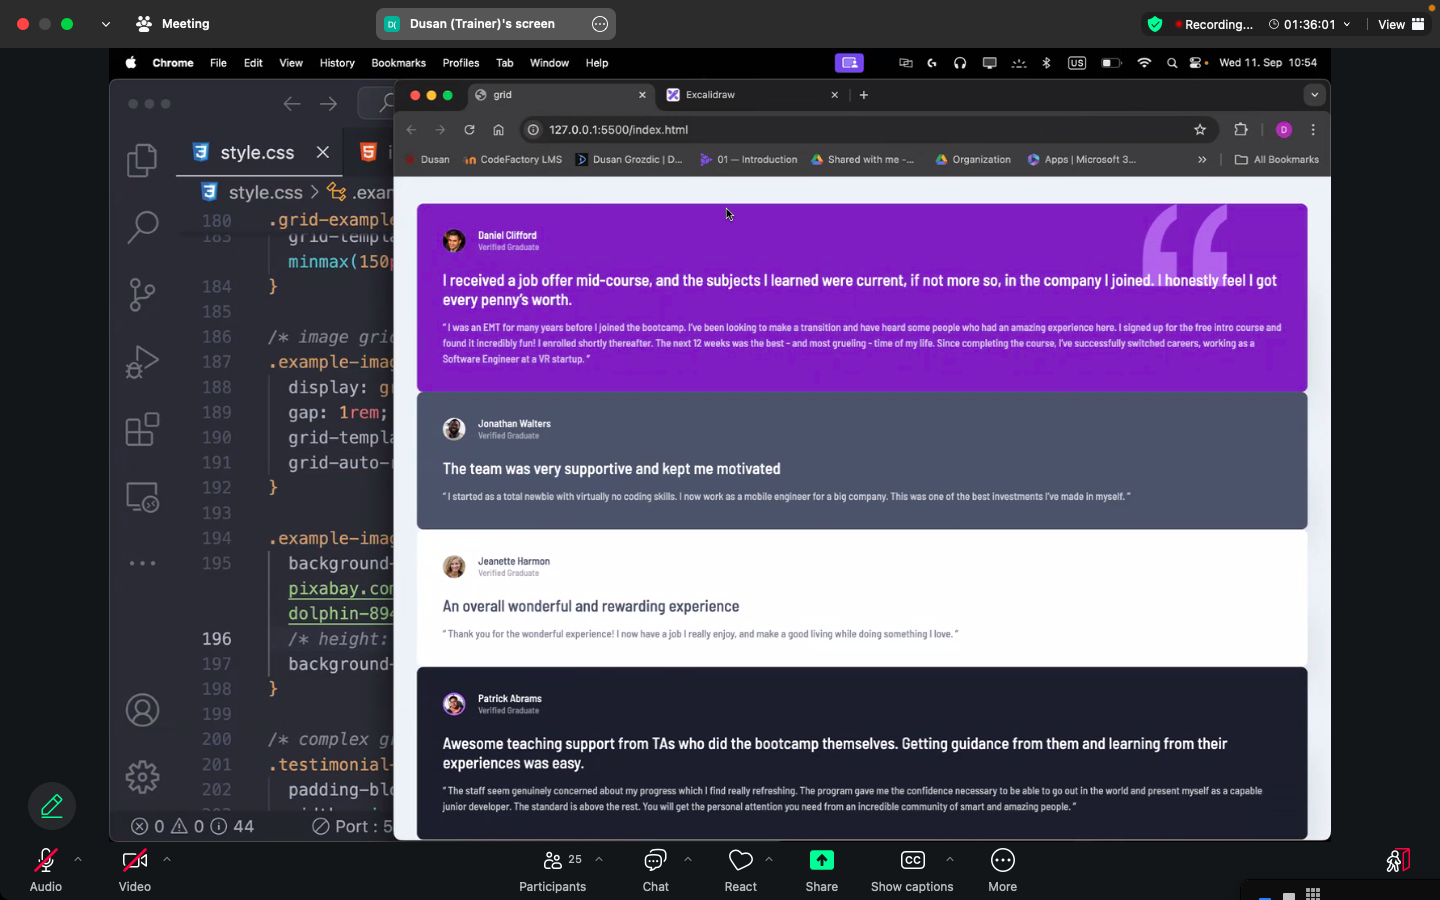 Meeting
D( Dusan (Trainer)'s screen
Recording... 01:36:01 View
Chrome File Edit View History Bookmarks Profiles Tab Window Help
US Wed 11. Sep 10:54
grid
Excalidraw
127.0.0.1:5500/index.html
D
Dusan
CodeFactory LMS
Dusan Grozdic | D...
01 — Introduction
Shared with me -...
Organization
Apps | Microsoft 3...
All Bookmarks
style.css
style.css > .exar
180 .grid-example
183 grid-templa
minmax(150p
184 }
185
186 /* image grid
187 .example-imag
188 display: gr
189 gap: 1rem;
190 grid-templa
191 grid-auto-r
192 }
193
194 .example-imag
195 background-
pixabay.com
dolphin-894
196 /* height:
197 background-
198 }
199
200 /* complex gr
201 .testimonial-
202 padding-blo
0 0 44 Port : 5
Daniel Clifford
Verified Graduate
I received a job offer mid-course, and the subjects I learned were current, if not more so, in the company I joined. I honestly feel I got
every penny's worth.
" I was an EMT for many years before I joined the bootcamp. I've been looking to make a transition and have heard some people who had an amazing experience here. I signed up for the free intro course and
found it incredibly fun! I enrolled shortly thereafter. The next 12 weeks was the best - and most grueling - time of my life. Since completing the course, I've successfully switched careers, working as a
Software Engineer at a VR startup. "
Jonathan Walters
Verified Graduate
The team was very supportive and kept me motivated
" I started as a total newbie with virtually no coding skills. I now work as a mobile engineer for a big company. This was one of the best investments I've made in myself. "
Jeanette Harmon
Verified Graduate
An overall wonderful and rewarding experience
" Thank you for the wonderful experience! I now have a job I really enjoy, and make a good living while doing something I love. "
Patrick Abrams
Verified Graduate
Awesome teaching support from TAs who did the bootcamp themselves. Getting guidance from them and learning from their
experiences was easy.
" The staff seem genuinely concerned about my progress which I find really refreshing. The program gave me the confidence necessary to be able to go out in the world and present myself as a capable
junior developer. The standard is above the rest. You will get the personal attention you need from an incredible community of smart and amazing people. "
Audio
Video
25
Participants
Chat
React
Share
CC
Show captions
More